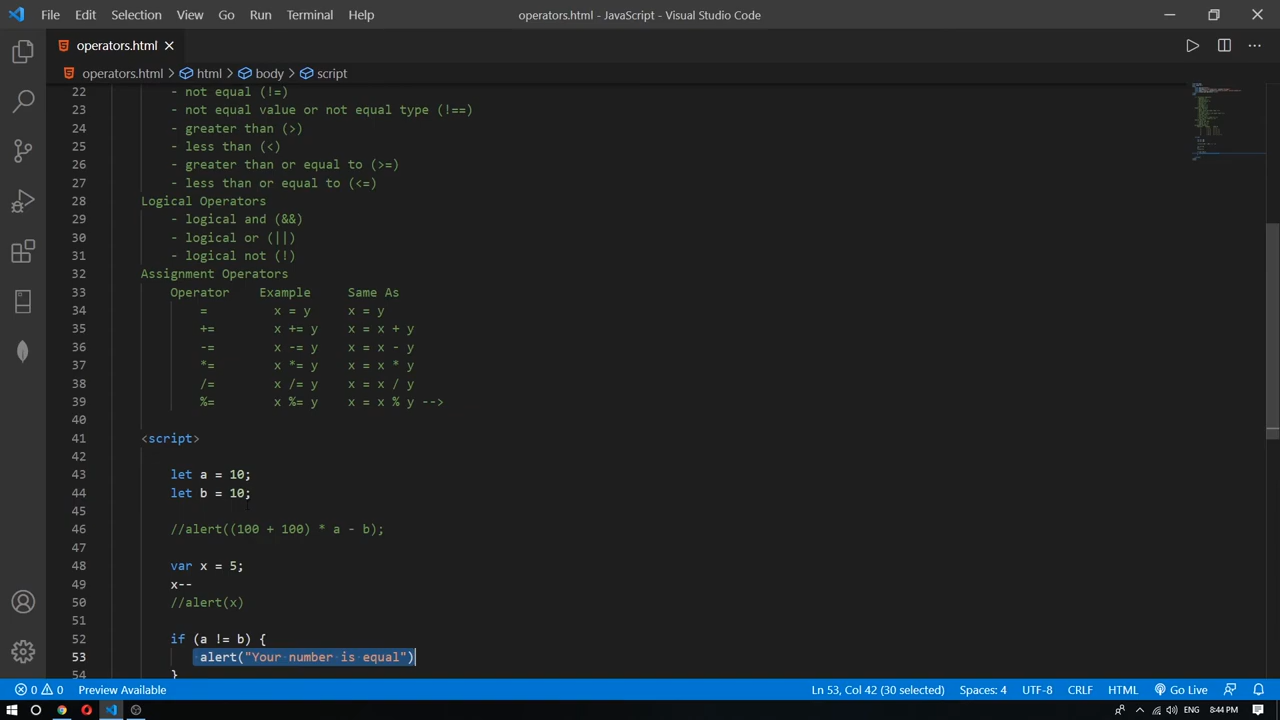 File Edit Selection View Go Run Terminal Help operators.html - JavaScript - Visual Studio Code
operators.html
operators.html > html > body > script
22 - not equal (!=)
23 - not equal value or not equal type (!==)
24 - greater than (>)
25 - less than (<)
26 - greater than or equal to (>=)
27 - less than or equal to (<=)
28 Logical Operators
29 - logical and (&&)
30 - logical or (||)
31 - logical not (!)
32 Assignment Operators
33 Operator Example Same As
34 = x = y x = y
35 += x += y x = x + y
36 -= x -= y x = x - y
37 *= x *= y x = x * y
38 /= x /= y x = x / y
39 %= x %= y x = x % y -->
40
41 <script>
42
43 let a = 10;
44 let b = 10;
45
46 //alert((100 + 100) * a - b);
47
48 var x = 5;
49 x--
50 //alert(x)
51
52 if (a != b) {
53 alert("Your number is equal")
54 }
0 0 Preview Available Ln 53, Col 42 (30 selected) Spaces: 4 UTF-8 CRLF HTML Go Live
ENG 8:44 PM